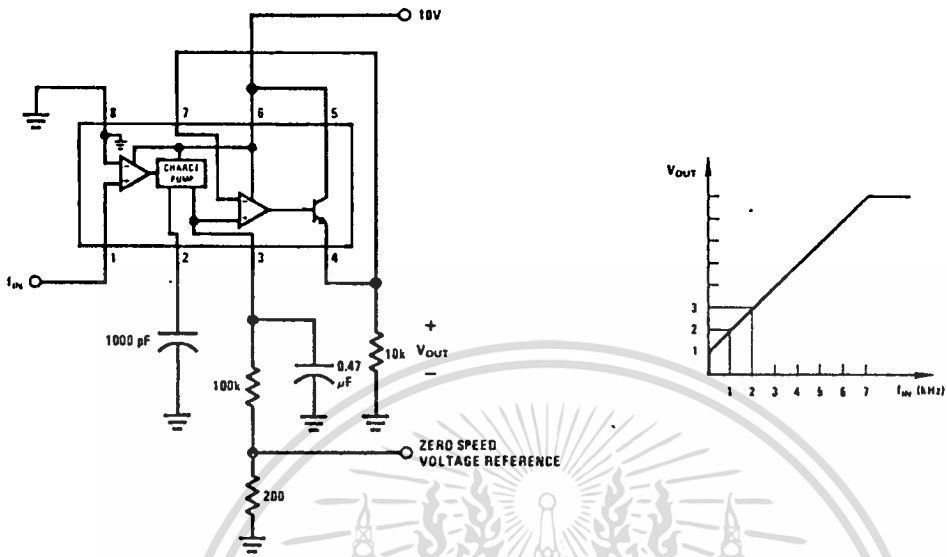 10V
8
7
6
5
CHARGE
PUMP
-
+
-
+
fIN
1
2
3
4
1000 pF
100k
0.47
µF
10k
+
VOUT
−
ZERO SPEED
VOLTAGE REFERENCE
200
VOUT
3
2
1
1 2 3 4 5 6 7 fIN (kHz)